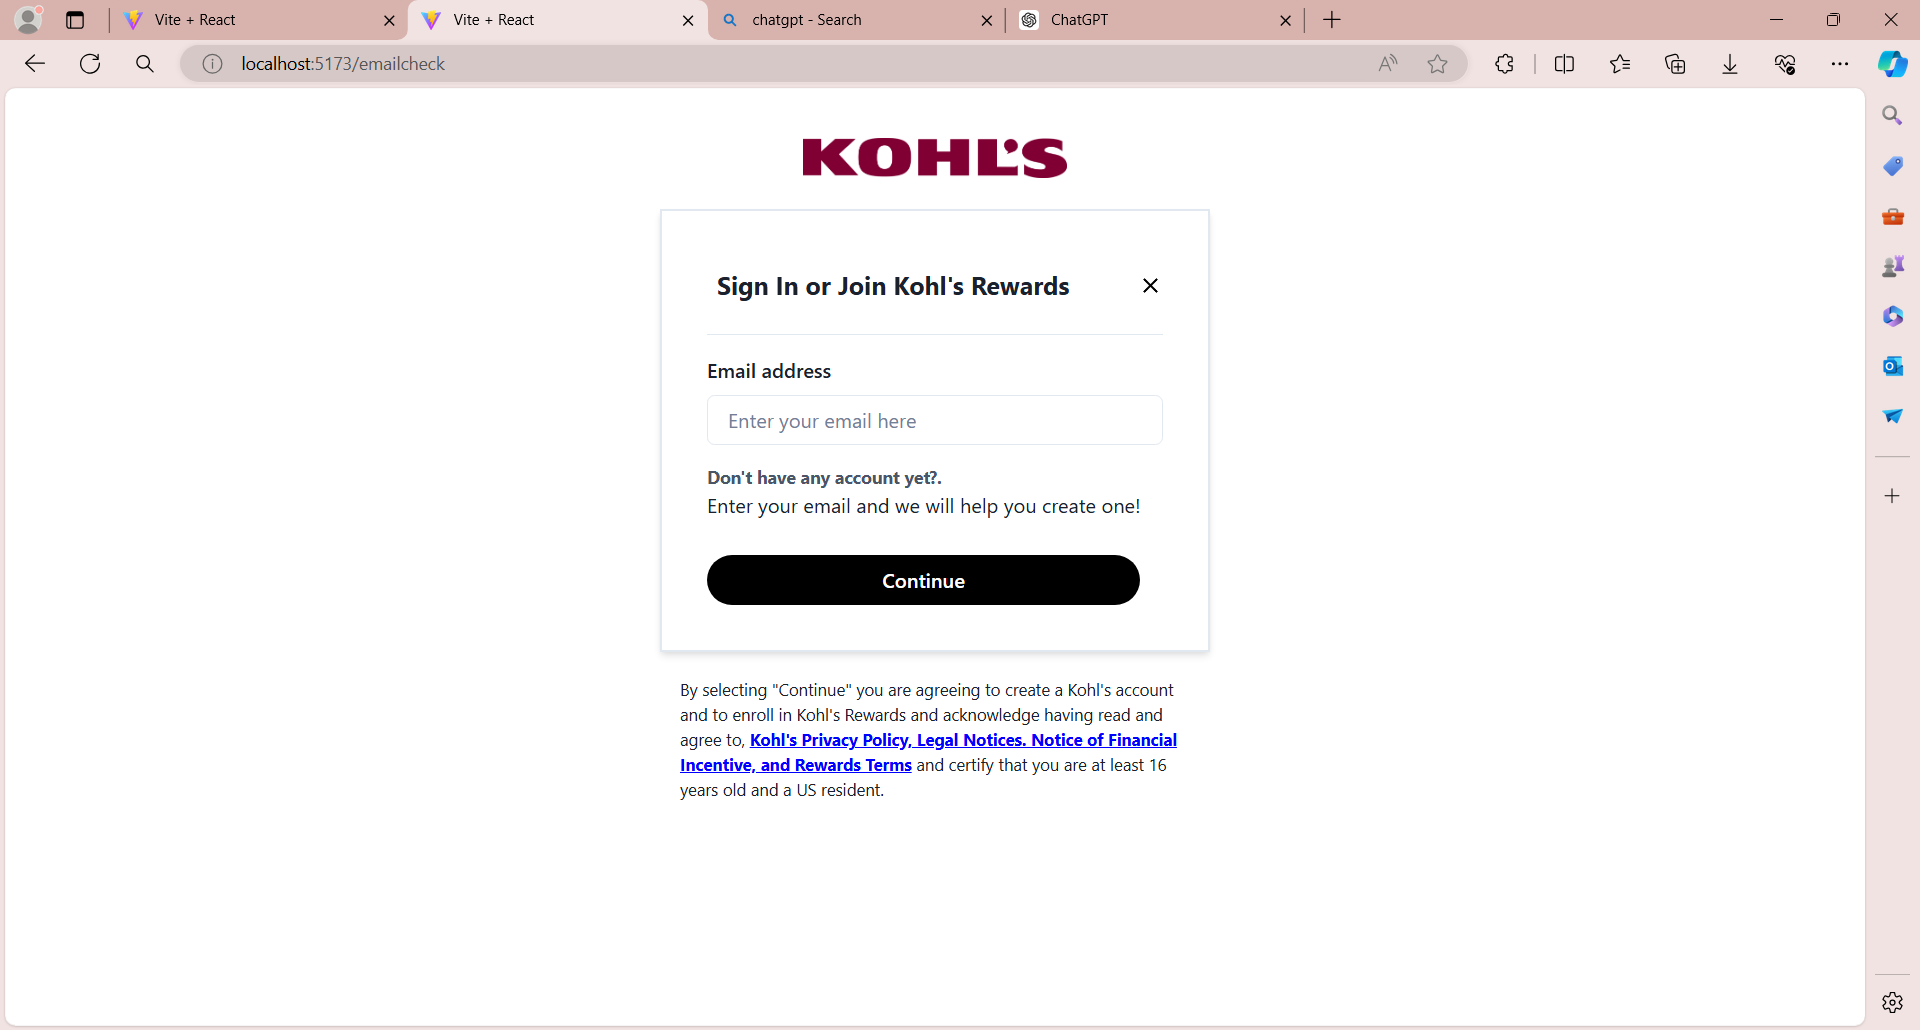 Vite + React
Vite + React
chatgpt - Search
ChatGPT
localhost:5173/emailcheck
KOHL'S
Sign In or Join Kohl's Rewards
Email address
Enter your email here
Don't have any account yet?.
Enter your email and we will help you create one!
Continue
By selecting "Continue" you are agreeing to create a Kohl's account
and to enroll in Kohl's Rewards and acknowledge having read and
agree to, Kohl's Privacy Policy, Legal Notices. Notice of Financial
Incentive, and Rewards Terms and certify that you are at least 16
years old and a US resident.